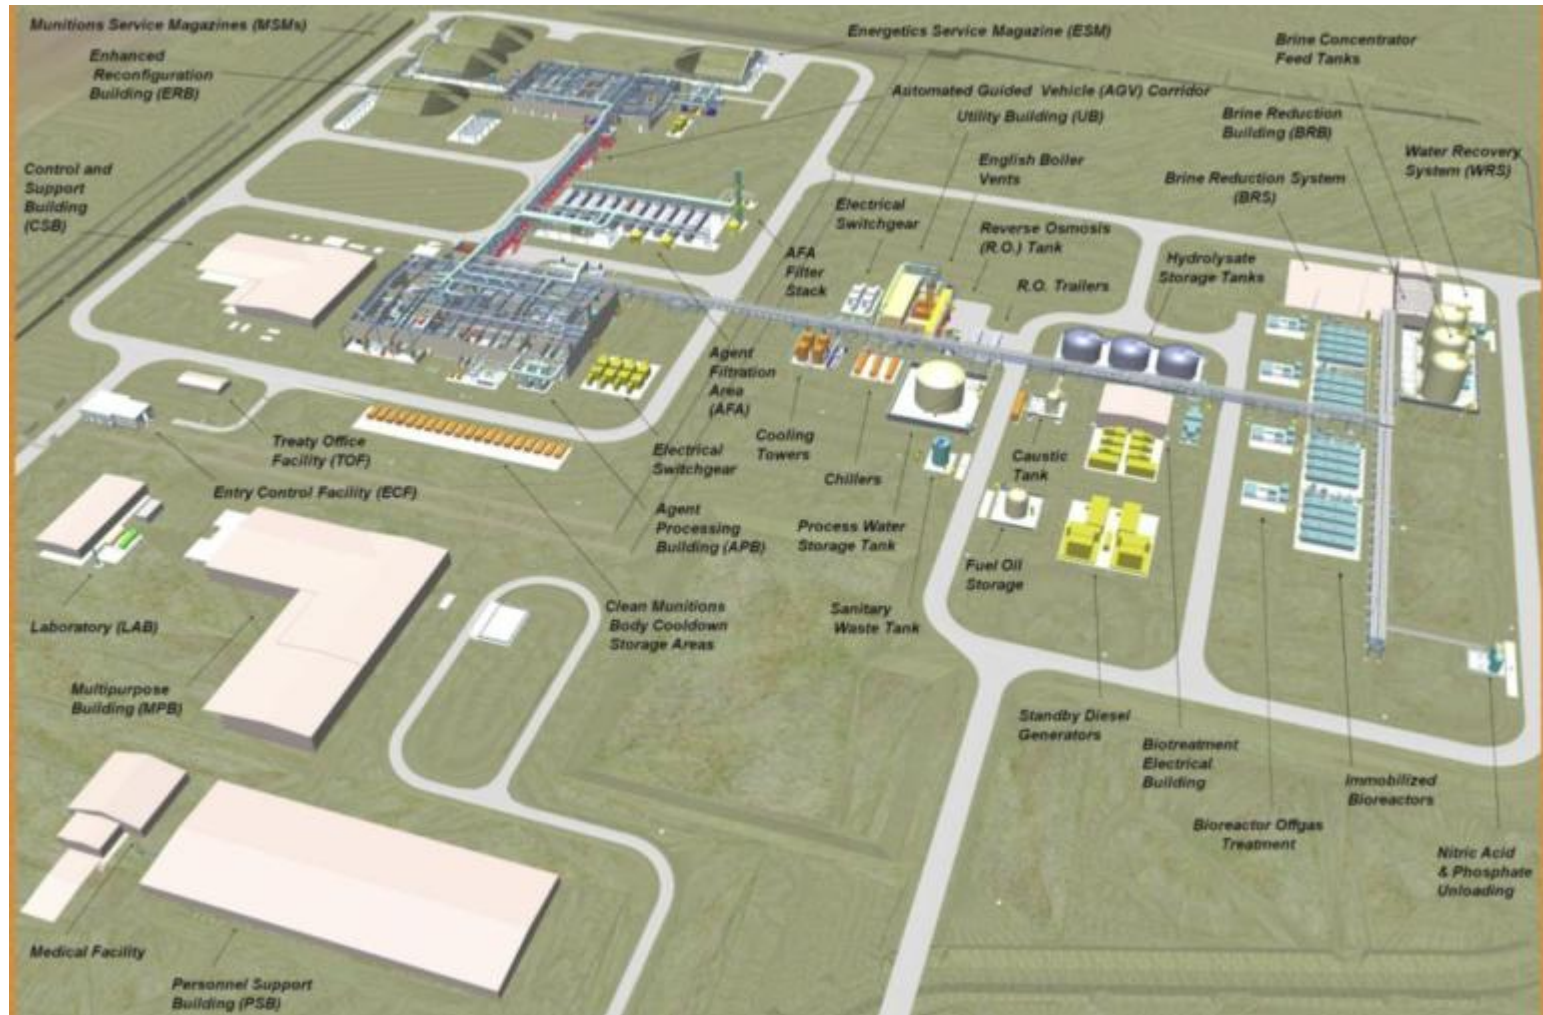 Munitions Service Magazines (MSMs)
Enhanced
Reconfiguration
Building (ERB)
Energetics Service Magazine (ESM)
Automated Guided Vehicle (AGV) Corridor
Utility Building (UB)
Brine Concentrator
Feed Tanks
Brine Reduction
Building (BRB)
Water Recovery
System (WRS)
Brine Reduction System
(BRS)
English Boiler
Vents
Electrical
Switchgear
Reverse Osmosis
(R.O.) Tank
R.O. Trailers
Hydrolysate
Storage Tanks
Control and
Support
Building
(CSB)
AFA
Filter
Stack
Agent
Filtration
Area
(AFA)
Cooling
Towers
Chillers
Caustic
Tank
Treaty Office
Facility (TOF)
Entry Control Facility (ECF)
Electrical
Switchgear
Agent
Processing
Building (APB)
Process Water
Storage Tank
Fuel Oil
Storage
Sanitary
Waste Tank
Clean Munitions
Body Cooldown
Storage Areas
Laboratory (LAB)
Multipurpose
Building (MPB)
Standby Diesel
Generators
Biotreatment
Electrical
Building
Immobilized
Bioreactors
Bioreactor Offgas
Treatment
Nitric Acid
& Phosphate
Unloading
Medical Facility
Personnel Support
Building (PSB)